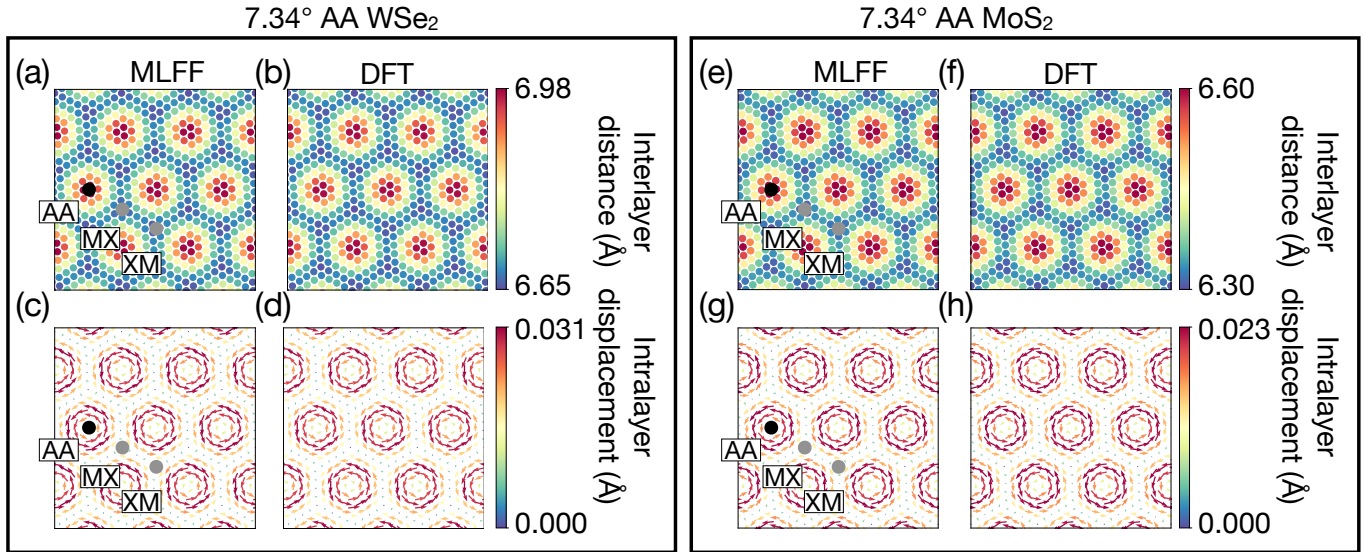 7.34° AA WSe₂
(a) MLFF (b) DFT
6.98
Interlayer
distance (Å)
6.65
AA
MX
XM
(c) (d)
0.031
Intralayer
displacement (Å)
0.000
AA
MX
XM
7.34° AA MoS₂
(e) MLFF (f) DFT
6.60
Interlayer
distance (Å)
6.30
AA
MX
XM
(g) (h)
0.023
Intralayer
displacement (Å)
0.000
AA
MX
XM